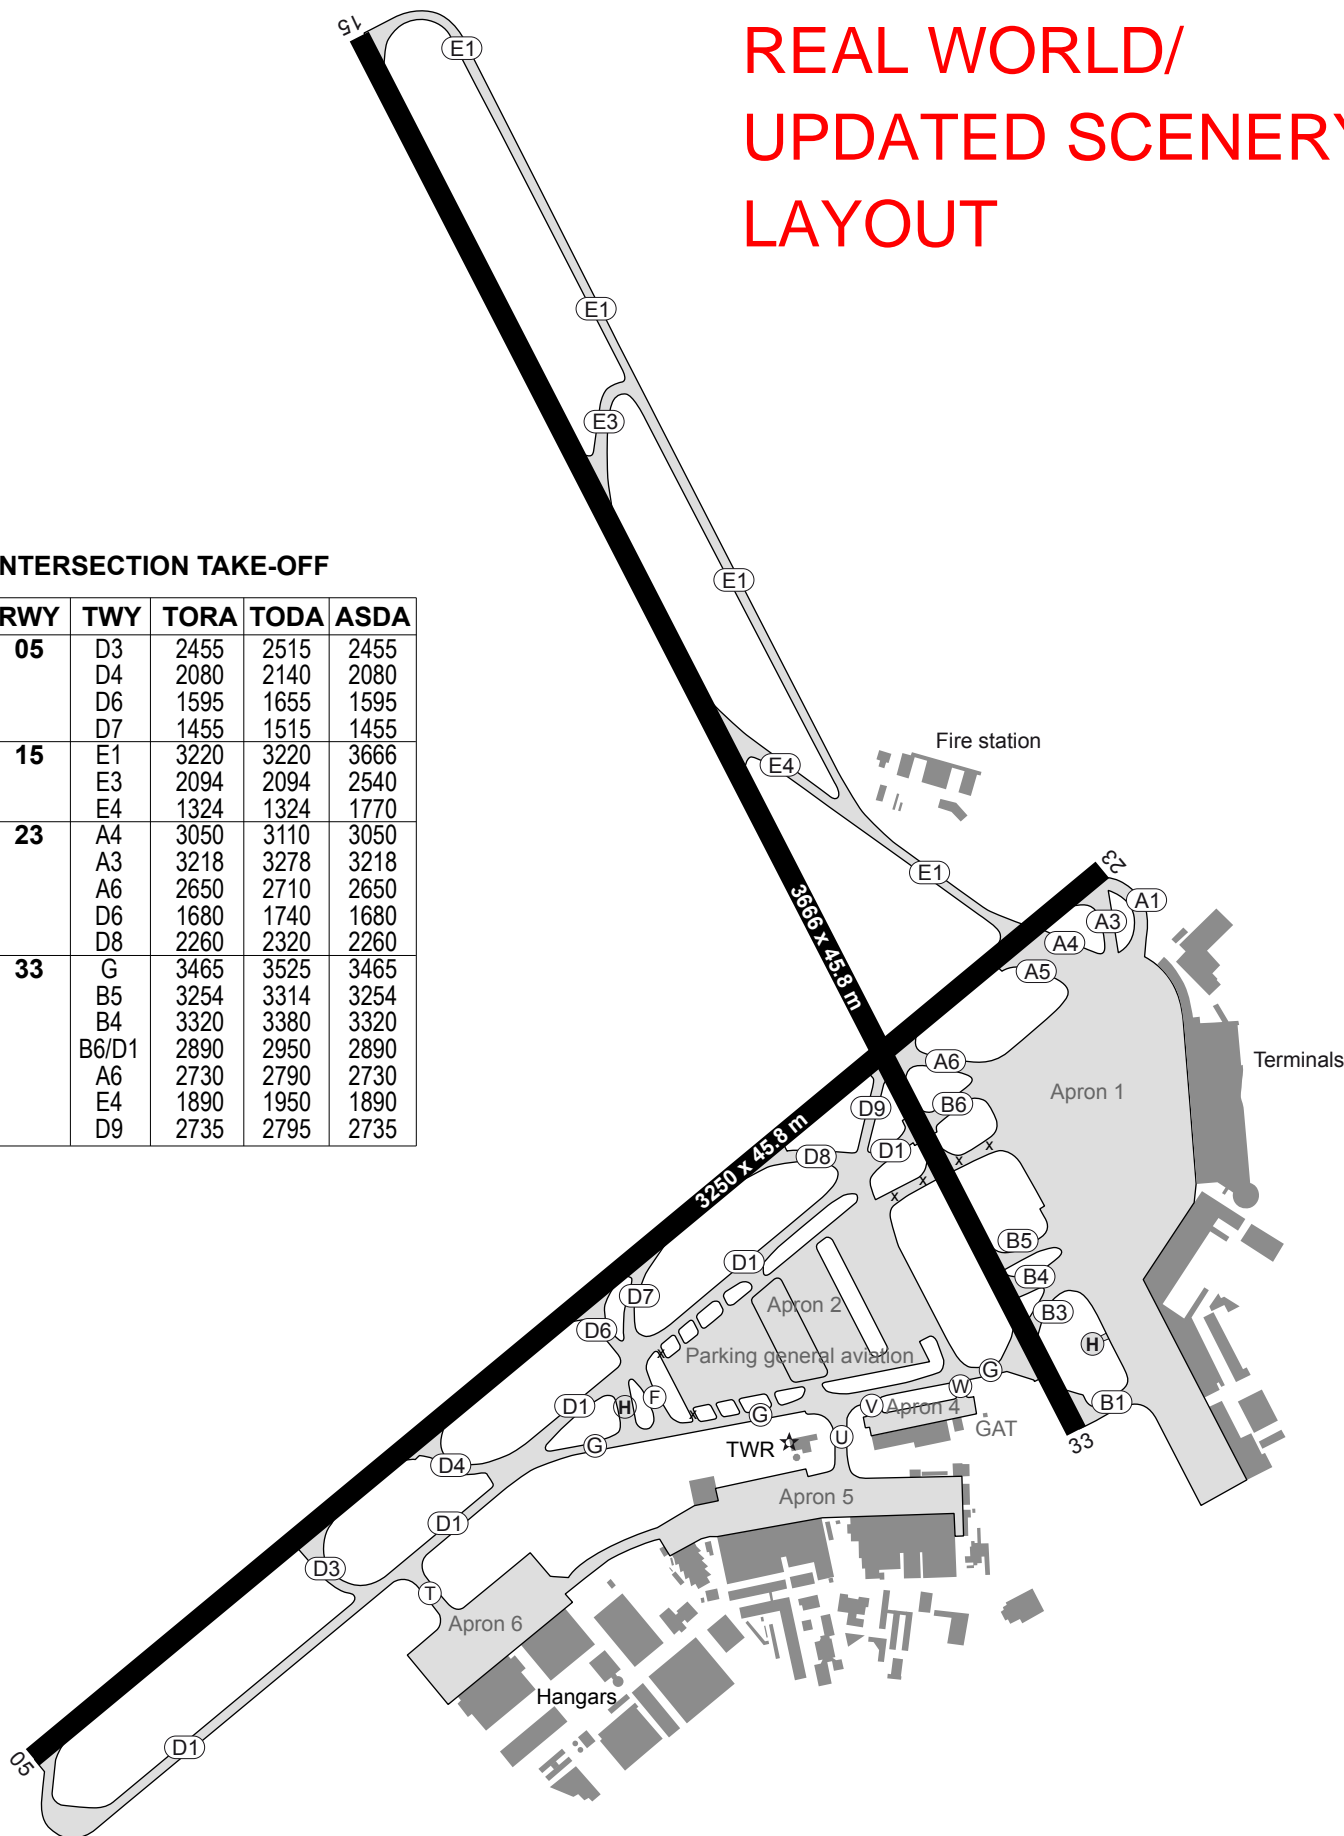 REAL WORLD/
UPDATED SCENERY
LAYOUT
15
E1
E1
E3
E1
NTERSECTION TAKE-OFF
RWY TWY TORA TODA ASDA
05 D3 2455 2515 2455
D4 2080 2140 2080
D6 1595 1655 1595
D7 1455 1515 1455
15 E1 3220 3220 3666
E3 2094 2094 2540
E4 1324 1324 1770
23 A4 3050 3110 3050
A3 3218 3278 3218
A6 2650 2710 2650
D6 1680 1740 1680
D8 2260 2320 2260
33 G 3465 3525 3465
B5 3254 3314 3254
B4 3320 3380 3320
B6/D1 2890 2950 2890
A6 2730 2790 2730
E4 1890 1950 1890
D9 2735 2795 2735
Fire station
E4
E1
23
A1
A3
A4
A5
3666 x 45.8 m
Terminals
A6
Apron 1
B6
D9
D1
D8
3250 x 45.8 m
x
x
x
x
B5
D1
B4
D7
Apron 2
B3
D6
H
Parking general aviation
x
G
W
F
D1
H
B1
V
Apron 4
x
G
GAT
U
33
G
TWR
D4
Apron 5
D1
D3
T
Apron 6
Hangars
D1
05